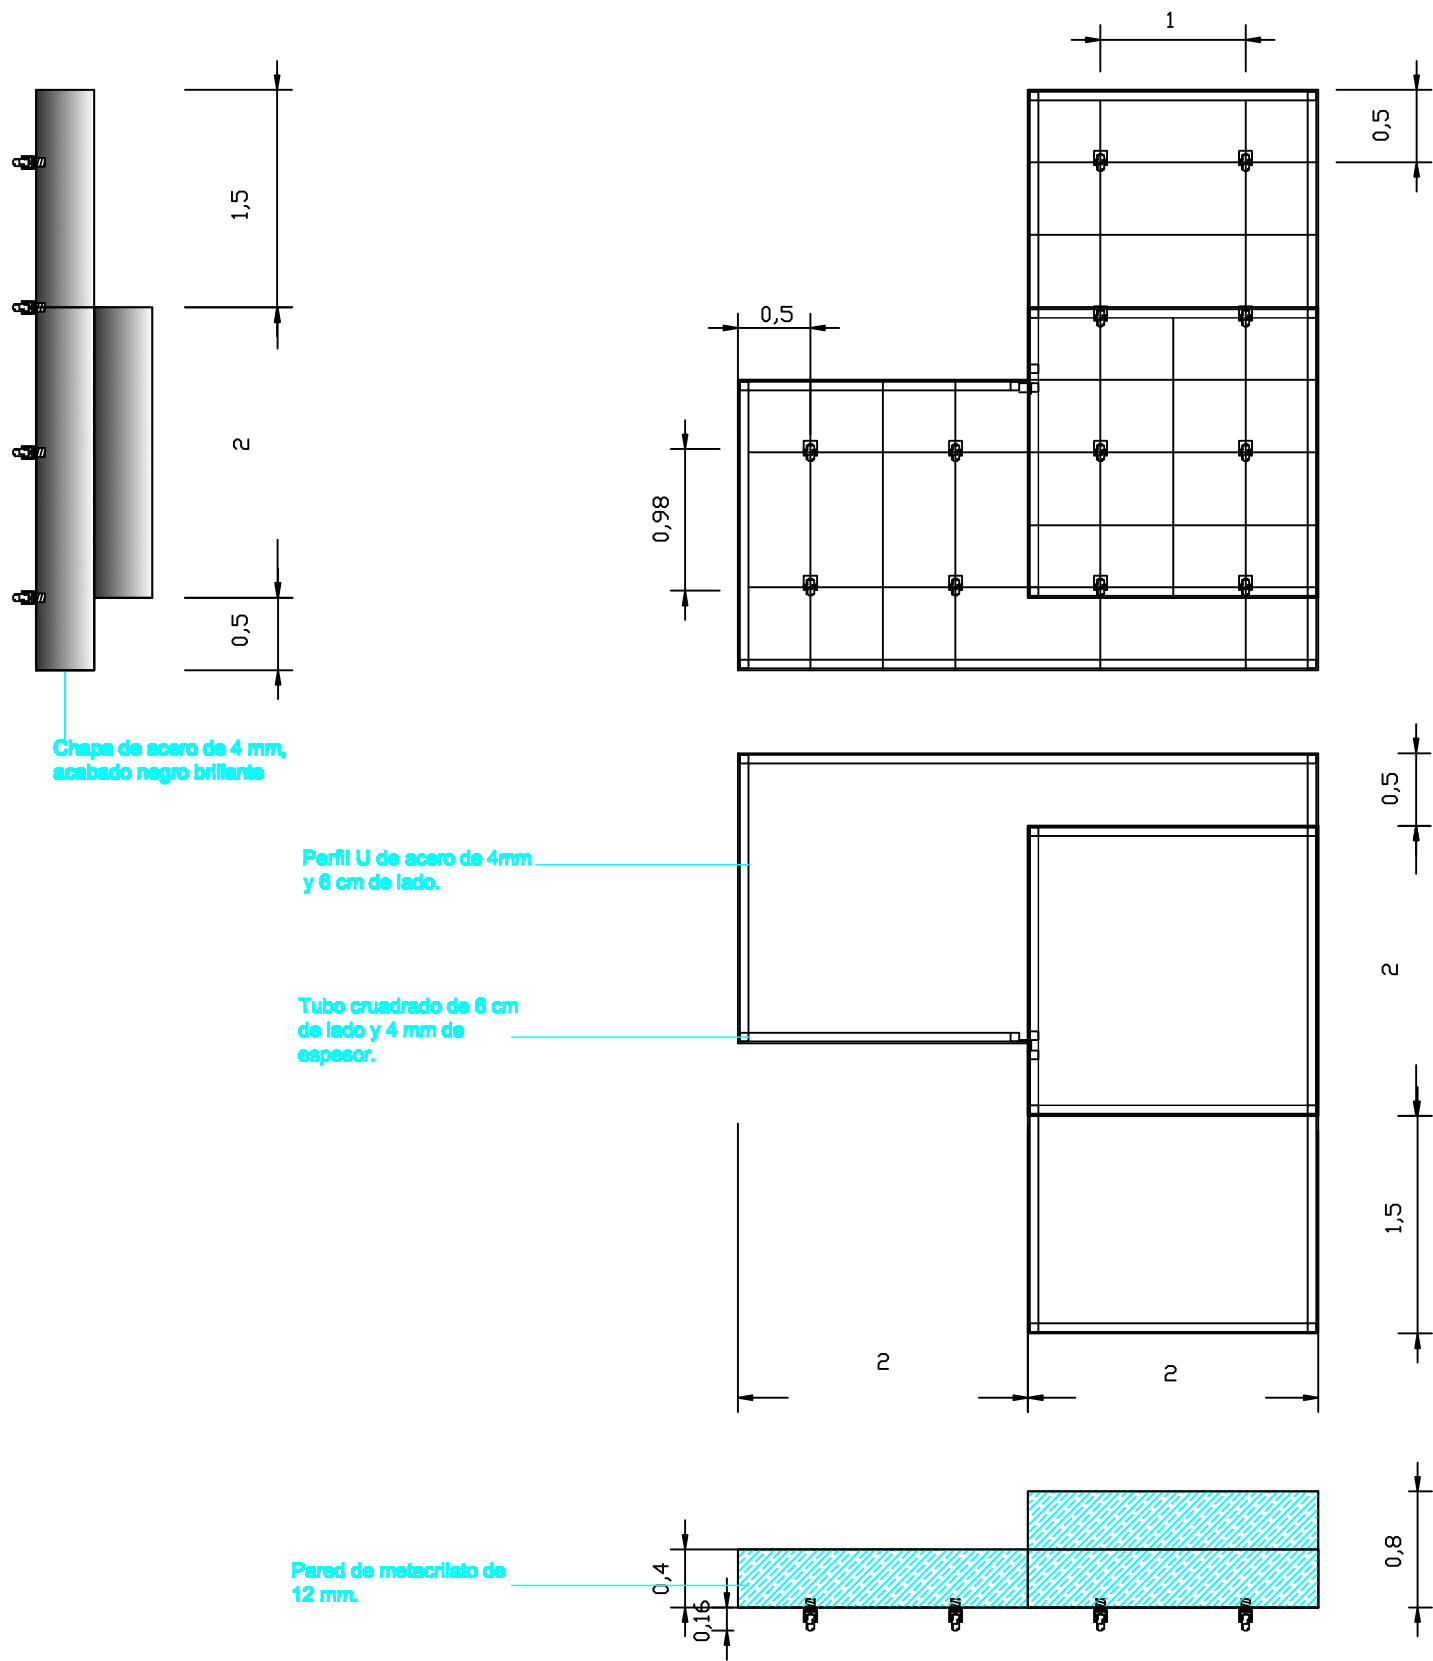 1
0,5
1,5
0,5
2
0,98
0,5
Chapa de acero de 4 mm,
acabado negro brillante
0,5
Perfil U de acero de 4mm
y 6 cm de lado.
2
Tubo cruadrado de 6 cm
de lado y 4 mm de
espesor.
1,5
2
2
0,8
0,4
Pared de metacrilato de
12 mm.
0,16